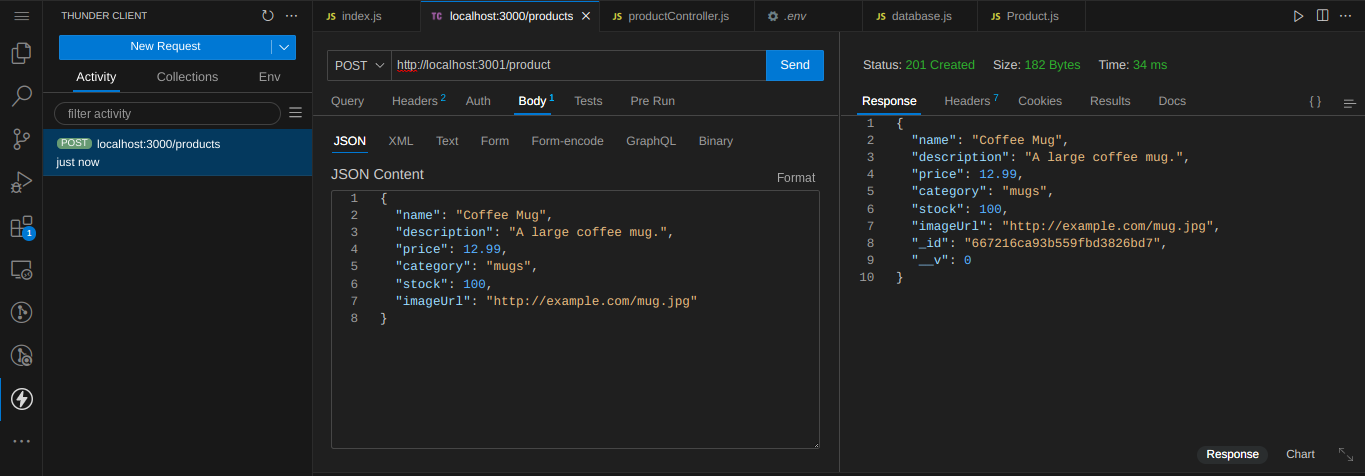 THUNDER CLIENT
New Request
Activity Collections Env
filter activity
POST localhost:3000/products
just now
1
JS index.js TC localhost:3000/products JS productController.js .env JS database.js JS Product.js
POST http://localhost:3001/product Send
Query Headers 2 Auth Body 1 Tests Pre Run
JSON XML Text Form Form-encode GraphQL Binary
JSON Content Format
1 {
2 "name": "Coffee Mug",
3 "description": "A large coffee mug.",
4 "price": 12.99,
5 "category": "mugs",
6 "stock": 100,
7 "imageUrl": "http://example.com/mug.jpg"
8 }
Status: 201 Created Size: 182 Bytes Time: 34 ms
Response Headers 7 Cookies Results Docs { }
1 {
2 "name": "Coffee Mug",
3 "description": "A large coffee mug.",
4 "price": 12.99,
5 "category": "mugs",
6 "stock": 100,
7 "imageUrl": "http://example.com/mug.jpg",
8 "_id": "667216ca93b559fbd3826bd7",
9 "__v": 0
10 }
Response Chart